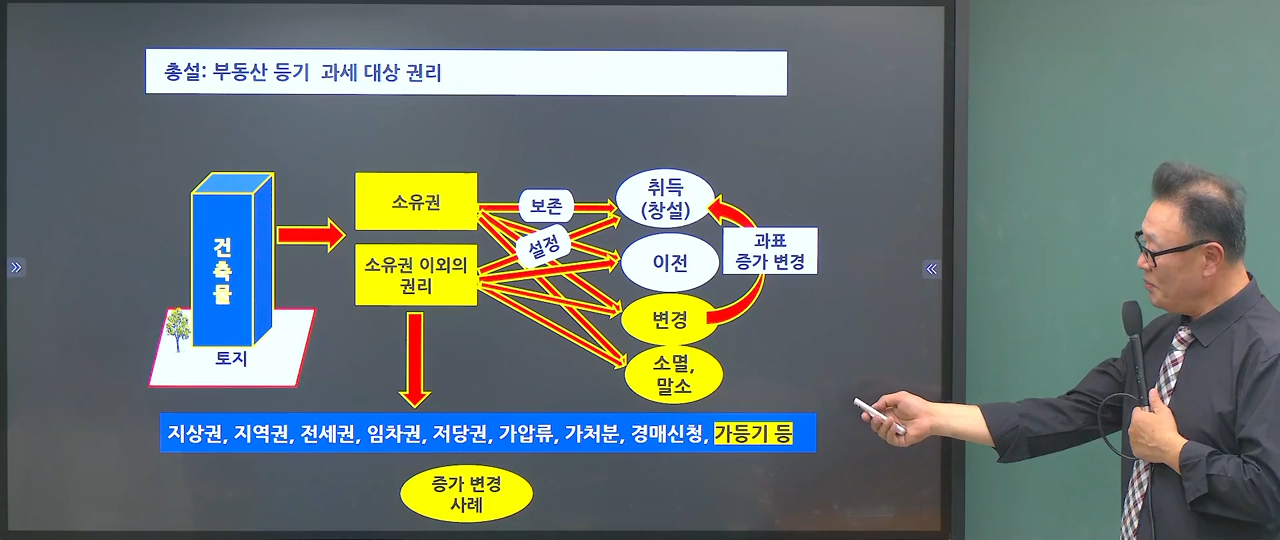 총설: 부동산 등기 과세 대상 권리
건축물
토지
소유권
소유권 이외의
권리
보존
설정
취득
(창설)
이전
변경
소멸,
말소
과표
증가 변경
지상권, 지역권, 전세권, 임차권, 저당권, 가압류, 가처분, 경매신청, 가등기 등
증가 변경
사례